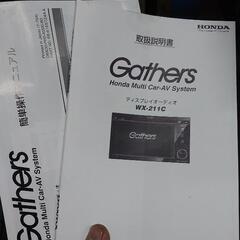 HONDA
取扱説明書
Gathers
Honda Multi Car-AV System
ディスプレイオーディオ
WX-211C
簡単操作マニュアル
Gathers
Honda Multi Car-AV System